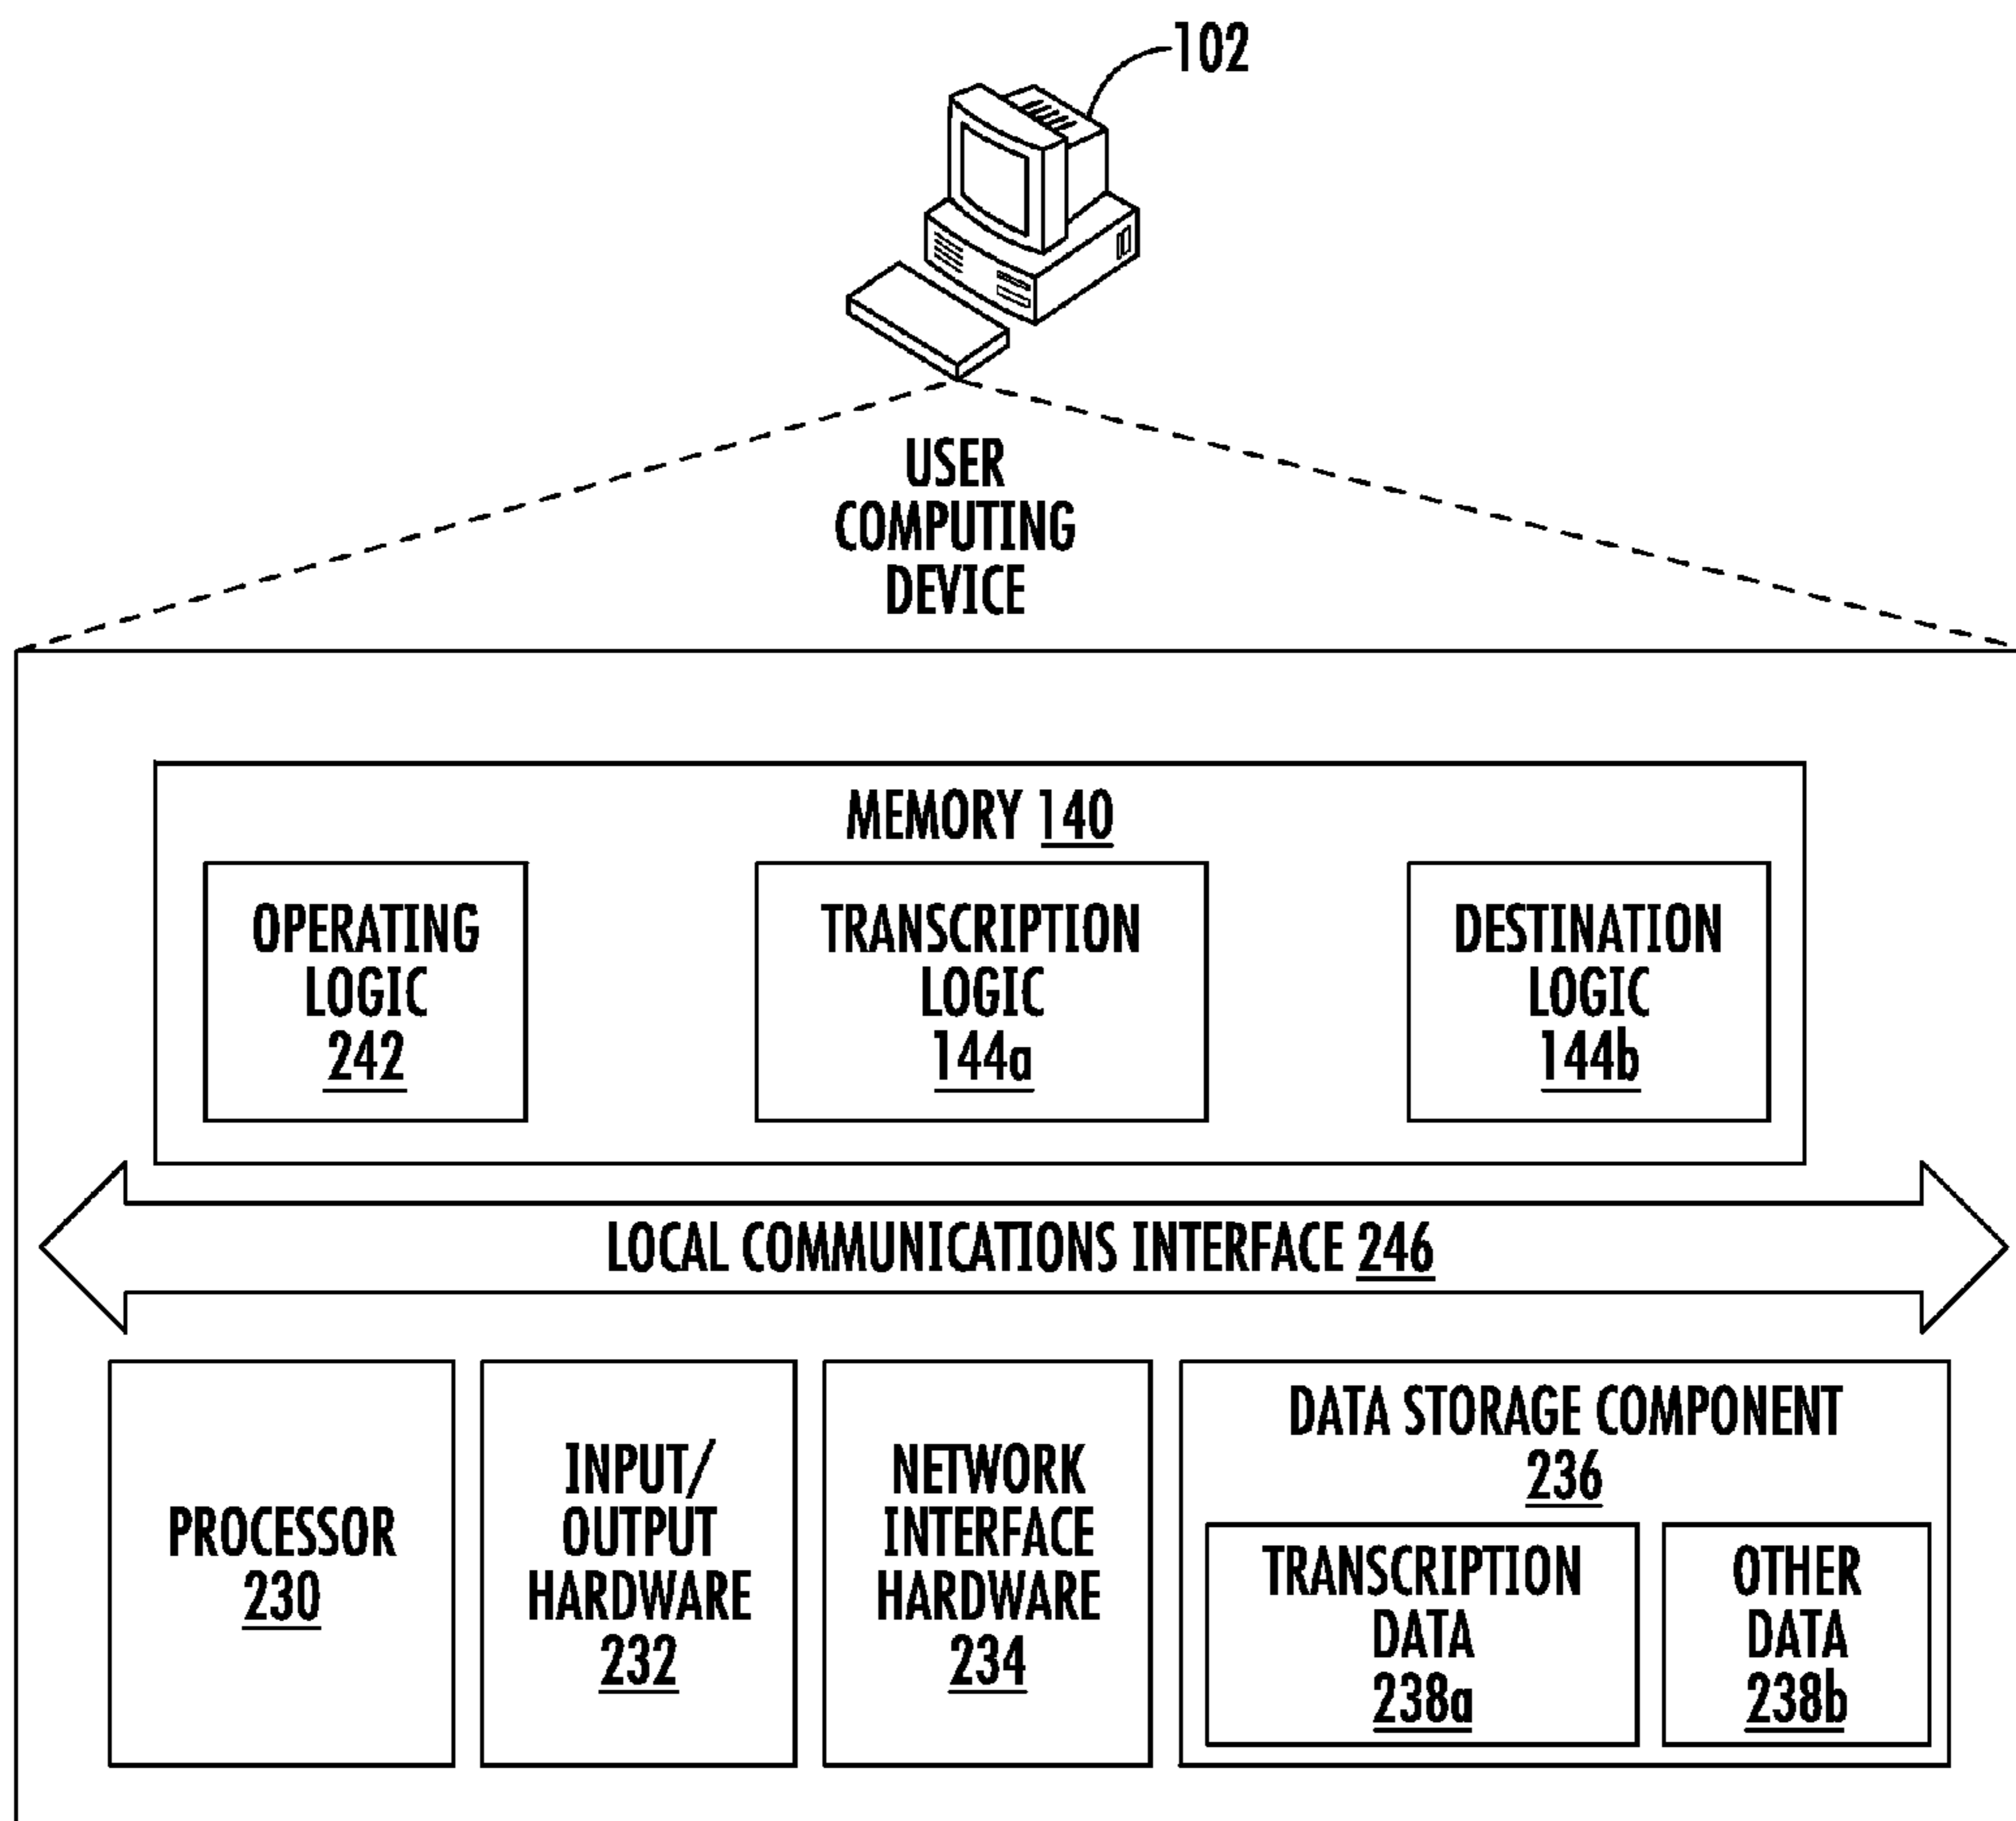 102
USER
COMPUTING
DEVICE
MEMORY 140
OPERATING
LOGIC
242
TRANSCRIPTION
LOGIC
144a
DESTINATION
LOGIC
144b
LOCAL COMMUNICATIONS INTERFACE 246
PROCESSOR
230
INPUT/
OUTPUT
HARDWARE
232
NETWORK
INTERFACE
HARDWARE
234
DATA STORAGE COMPONENT
236
TRANSCRIPTION
DATA
238a
OTHER
DATA
238b